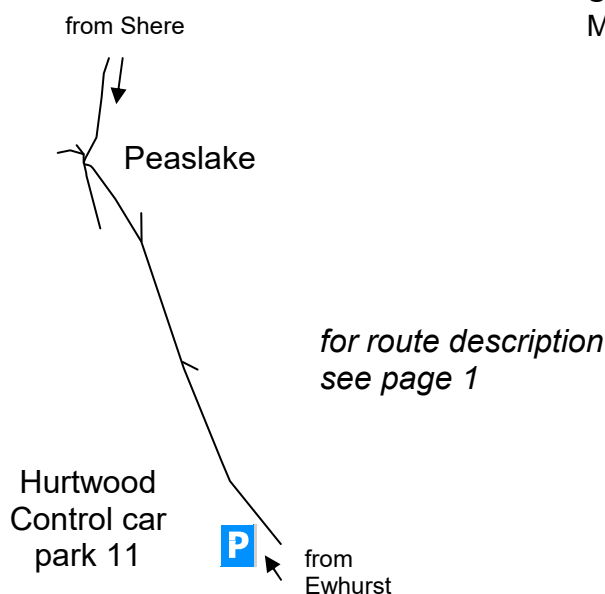 from Shere
M
Peaslake
for route description
see page 1
Hurtwood
Control car
park 11
P
from
Ewhurst